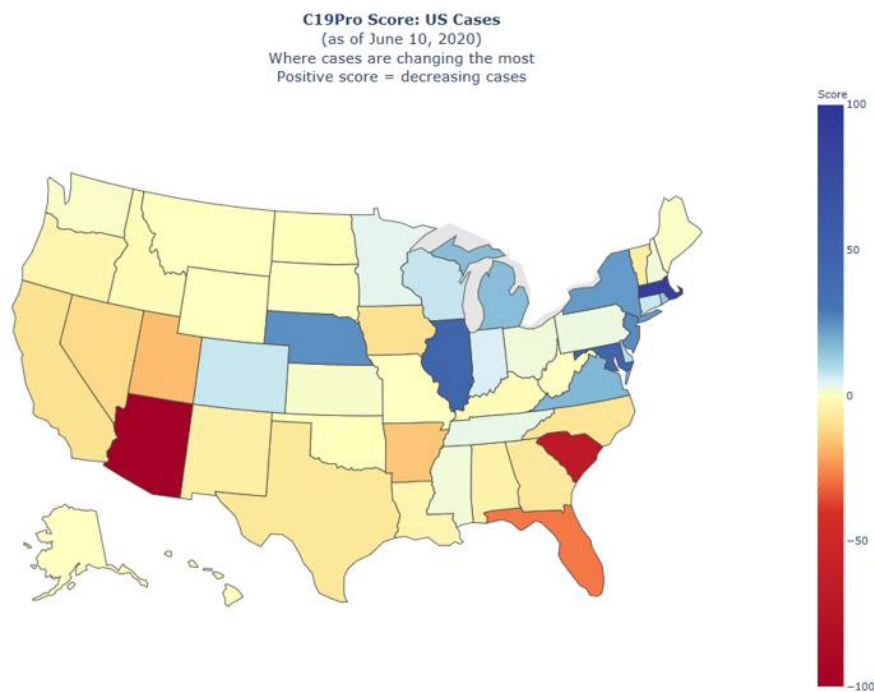 C19Pro Score: US Cases
(as of June 10, 2020)
Where cases are changing the most
Positive score = decreasing cases
Score
100
50
0
−50
−100